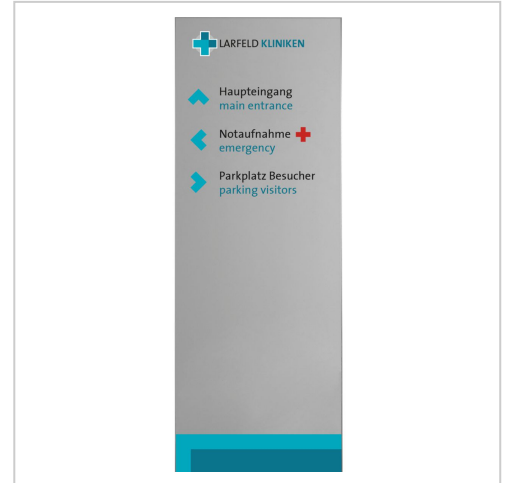 LARFELD KLINIKEN
Haupteingang
main entrance
Notaufnahme
emergency
Parkplatz Besucher
parking visitors